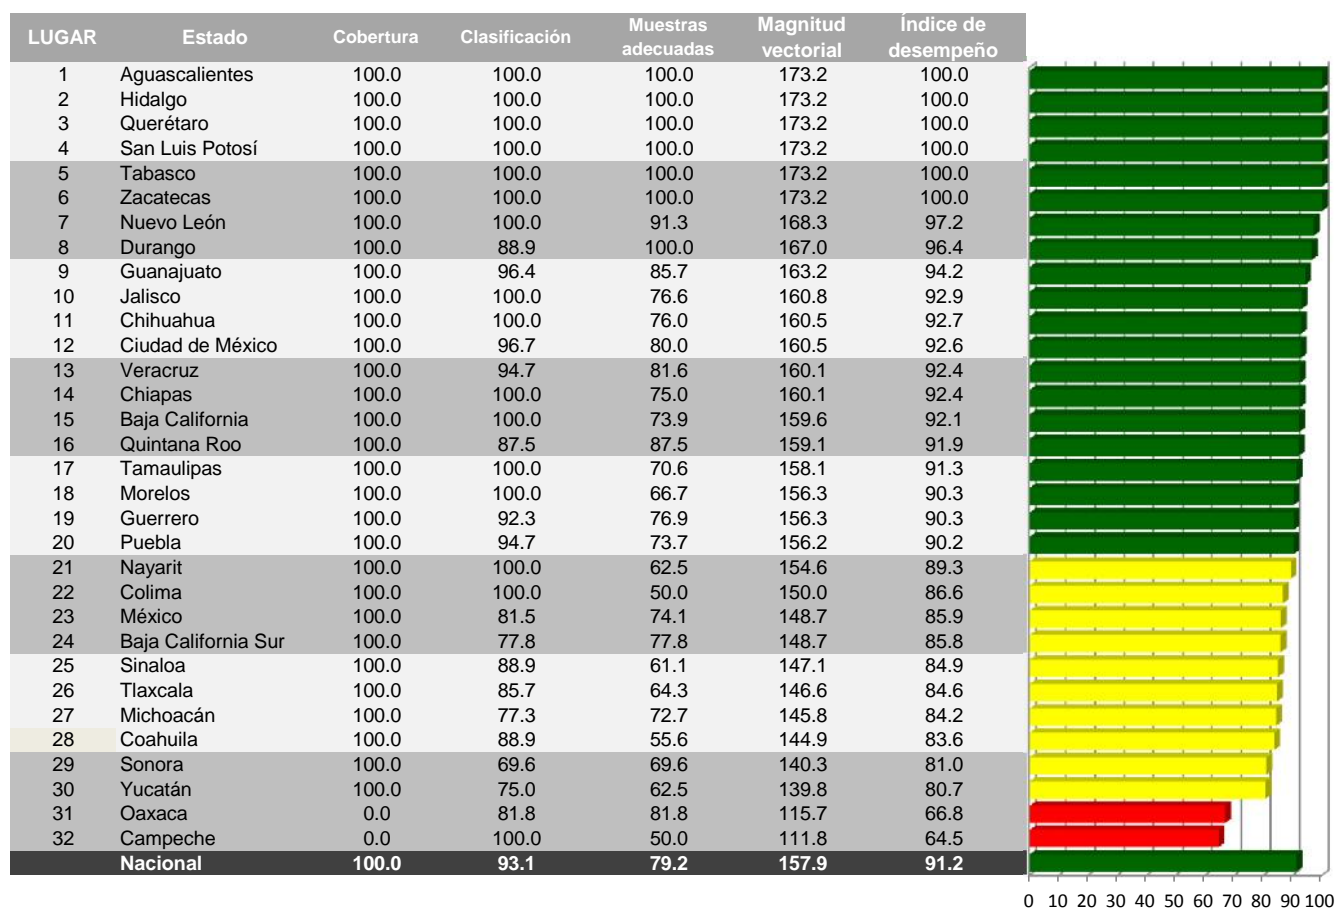 LUGAR Estado Cobertura Clasificación Muestras adecuadas Magnitud vectorial Índice de desempeño
1 Aguascalientes 100.0 100.0 100.0 173.2 100.0
2 Hidalgo 100.0 100.0 100.0 173.2 100.0
3 Querétaro 100.0 100.0 100.0 173.2 100.0
4 San Luis Potosí 100.0 100.0 100.0 173.2 100.0
5 Tabasco 100.0 100.0 100.0 173.2 100.0
6 Zacatecas 100.0 100.0 100.0 173.2 100.0
7 Nuevo León 100.0 100.0 91.3 168.3 97.2
8 Durango 100.0 88.9 100.0 167.0 96.4
9 Guanajuato 100.0 96.4 85.7 163.2 94.2
10 Jalisco 100.0 100.0 76.6 160.8 92.9
11 Chihuahua 100.0 100.0 76.0 160.5 92.7
12 Ciudad de México 100.0 96.7 80.0 160.5 92.6
13 Veracruz 100.0 94.7 81.6 160.1 92.4
14 Chiapas 100.0 100.0 75.0 160.1 92.4
15 Baja California 100.0 100.0 73.9 159.6 92.1
16 Quintana Roo 100.0 87.5 87.5 159.1 91.9
17 Tamaulipas 100.0 100.0 70.6 158.1 91.3
18 Morelos 100.0 100.0 66.7 156.3 90.3
19 Guerrero 100.0 92.3 76.9 156.3 90.3
20 Puebla 100.0 94.7 73.7 156.2 90.2
21 Nayarit 100.0 100.0 62.5 154.6 89.3
22 Colima 100.0 100.0 50.0 150.0 86.6
23 México 100.0 81.5 74.1 148.7 85.9
24 Baja California Sur 100.0 77.8 77.8 148.7 85.8
25 Sinaloa 100.0 88.9 61.1 147.1 84.9
26 Tlaxcala 100.0 85.7 64.3 146.6 84.6
27 Michoacán 100.0 77.3 72.7 145.8 84.2
28 Coahuila 100.0 88.9 55.6 144.9 83.6
29 Sonora 100.0 69.6 69.6 140.3 81.0
30 Yucatán 100.0 75.0 62.5 139.8 80.7
31 Oaxaca 0.0 81.8 81.8 115.7 66.8
32 Campeche 0.0 100.0 50.0 111.8 64.5
Nacional 100.0 93.1 79.2 157.9 91.2
0 10 20 30 40 50 60 70 80 90 100